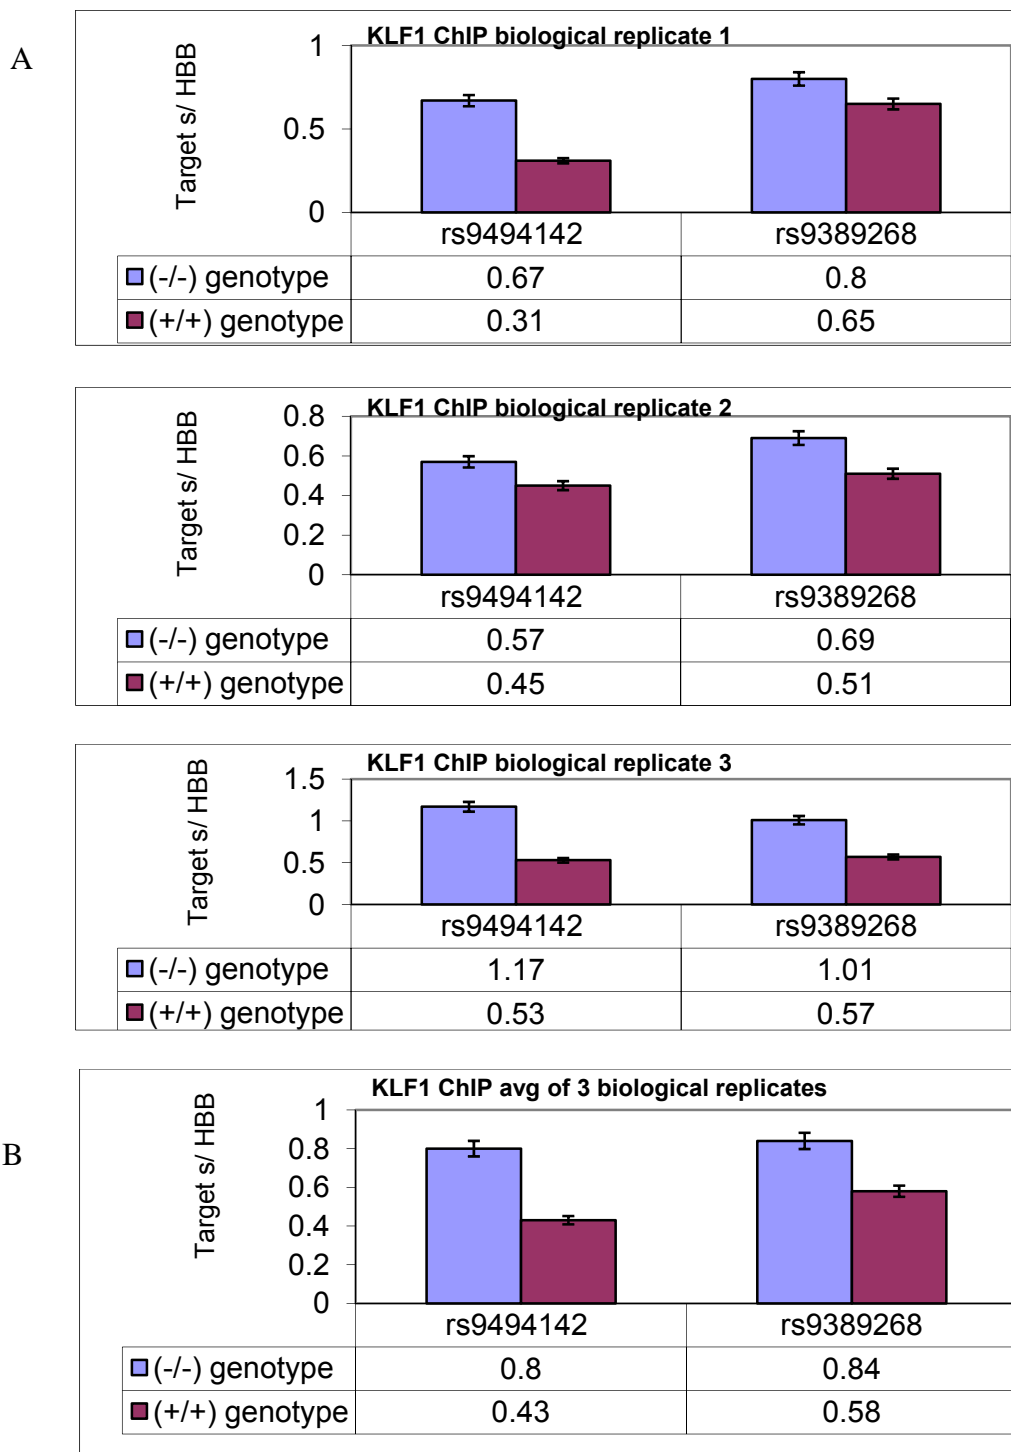 A
KLF1 ChIP biological replicate 1
Target s/ HBB
1
0.5
0
rs9494142 rs9389268
(-/-) genotype 0.67 0.8
(+/+) genotype 0.31 0.65
KLF1 ChIP biological replicate 2
Target s/ HBB
0.8
0.6
0.4
0.2
0
rs9494142 rs9389268
(-/-) genotype 0.57 0.69
(+/+) genotype 0.45 0.51
KLF1 ChIP biological replicate 3
Target s/ HBB
1.5
1
0.5
0
rs9494142 rs9389268
(-/-) genotype 1.17 1.01
(+/+) genotype 0.53 0.57
B
KLF1 ChIP avg of 3 biological replicates
Target s/ HBB
1
0.8
0.6
0.4
0.2
0
rs9494142 rs9389268
(-/-) genotype 0.8 0.84
(+/+) genotype 0.43 0.58